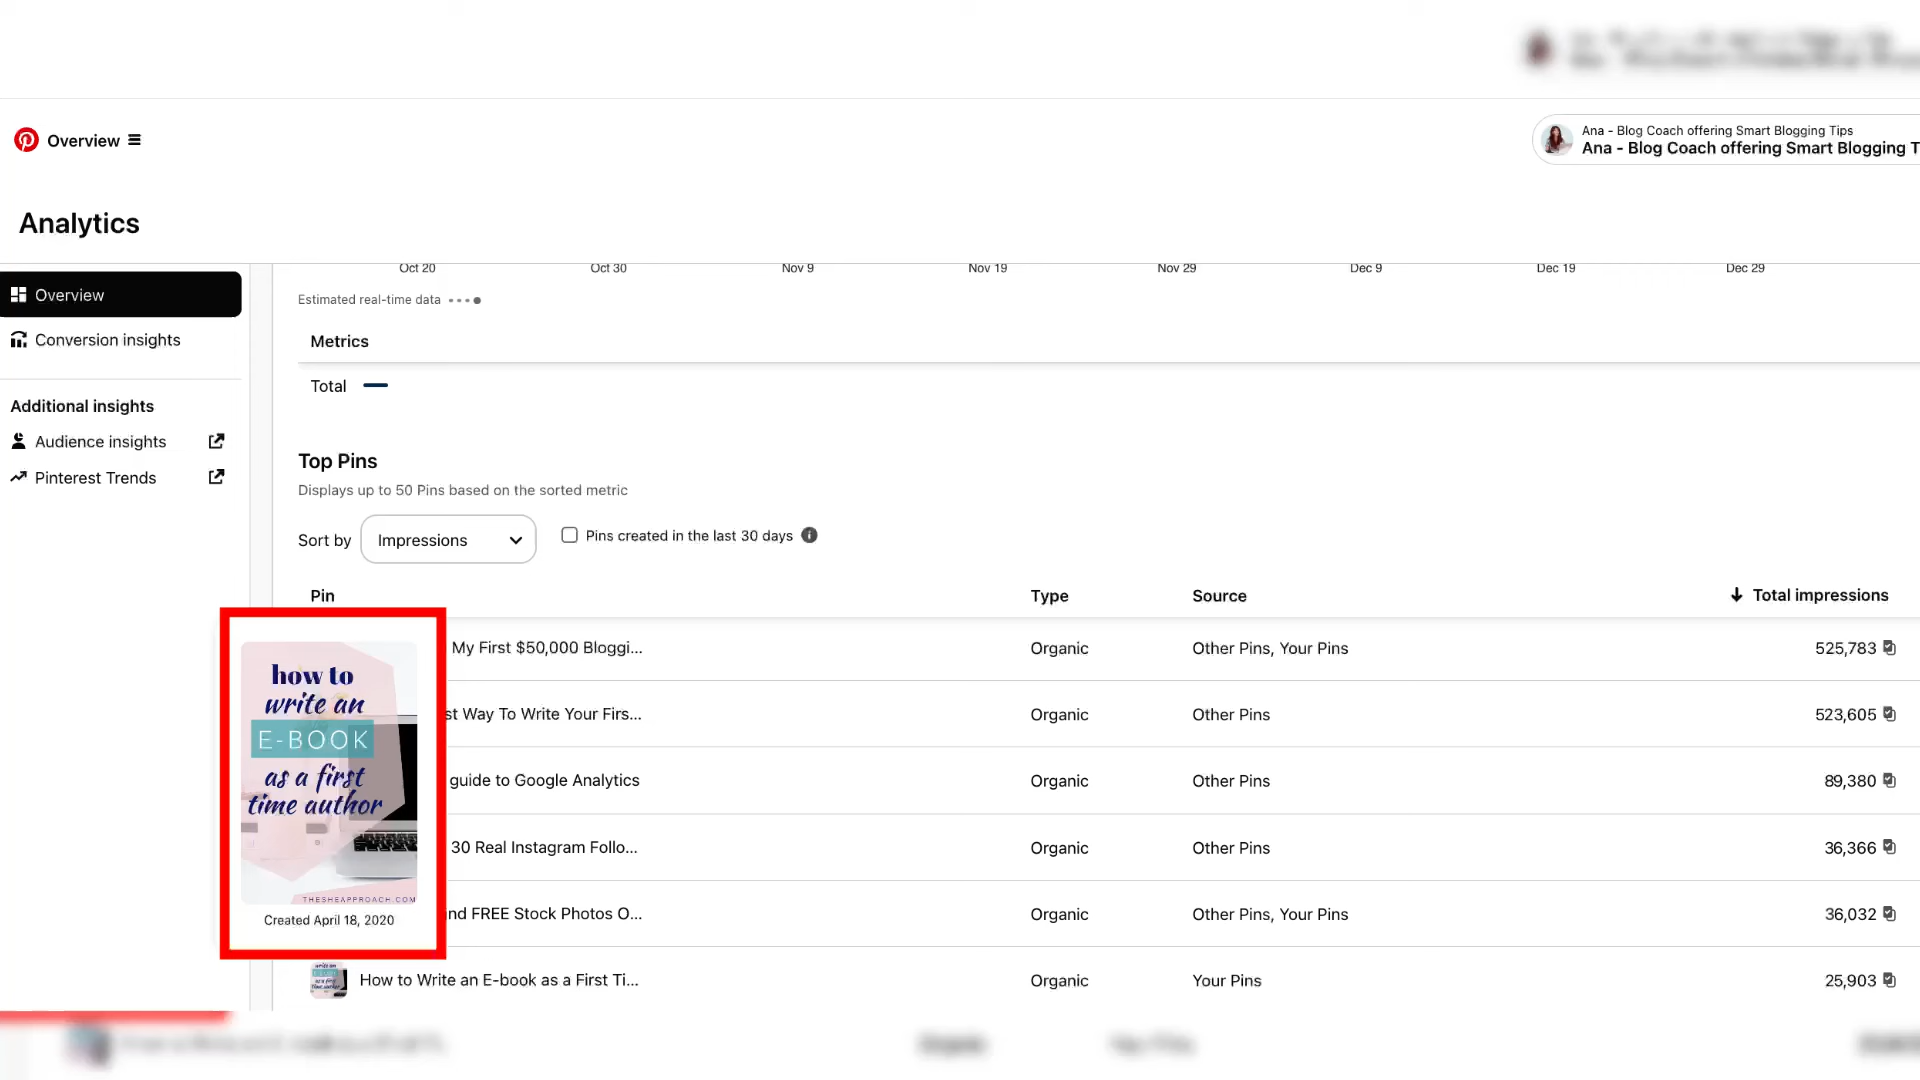 Overview
Ana - Blog Coach offering Smart Blogging Tips
Ana - Blog Coach offering Smart Blogging T
Analytics
Oct 20 Oct 30 Nov 9 Nov 19 Nov 29 Dec 9 Dec 19 Dec 29
Overview
Estimated real-time data
Conversion insights
Metrics
Total
Additional insights
Audience insights
Pinterest Trends
Top Pins
Displays up to 50 Pins based on the sorted metric
Sort by Impressions Pins created in the last 30 days
Pin Type Source Total impressions
My First $50,000 Bloggi... Organic Other Pins, Your Pins 525,783
st Way To Write Your Firs... Organic Other Pins 523,605
guide to Google Analytics Organic Other Pins 89,380
30 Real Instagram Follo... Organic Other Pins 36,366
nd FREE Stock Photos O... Organic Other Pins, Your Pins 36,032
how to
write an
E-BOOK
as a first
time author
THESHEAPPROACH.COM
Created April 18, 2020
How to Write an E-book as a First Ti... Organic Your Pins 25,903